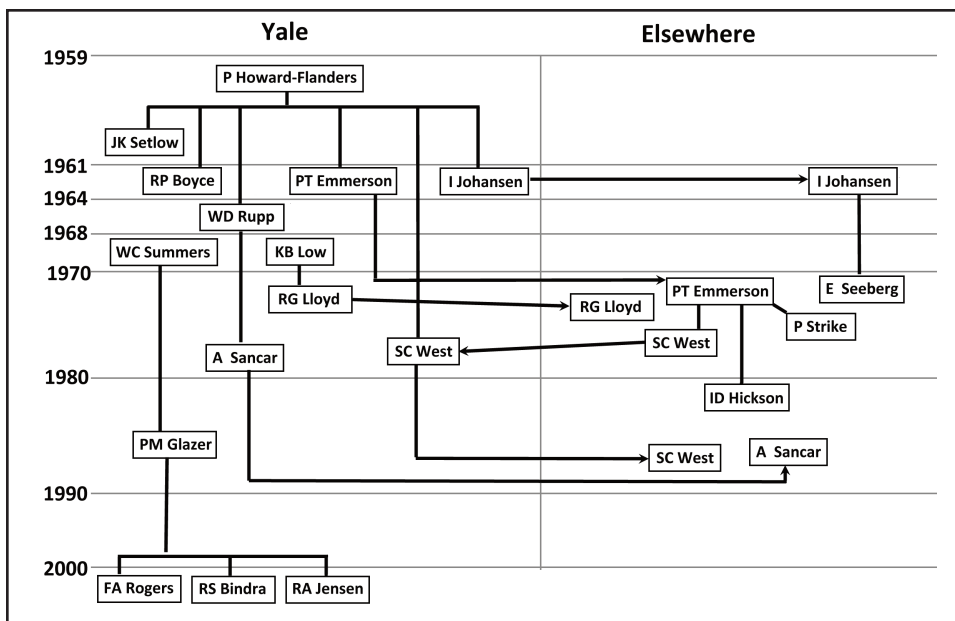 Yale
Elsewhere
1959
P Howard-Flanders
JK Setlow
1961
RP Boyce
PT Emmerson
I Johansen
I Johansen
1964
WD Rupp
1968
WC Summers
KB Low
1970
RG Lloyd
RG Lloyd
PT Emmerson
E Seeberg
P Strike
A Sancar
SC West
SC West
1980
ID Hickson
PM Glazer
SC West
A Sancar
1990
2000
FA Rogers
RS Bindra
RA Jensen